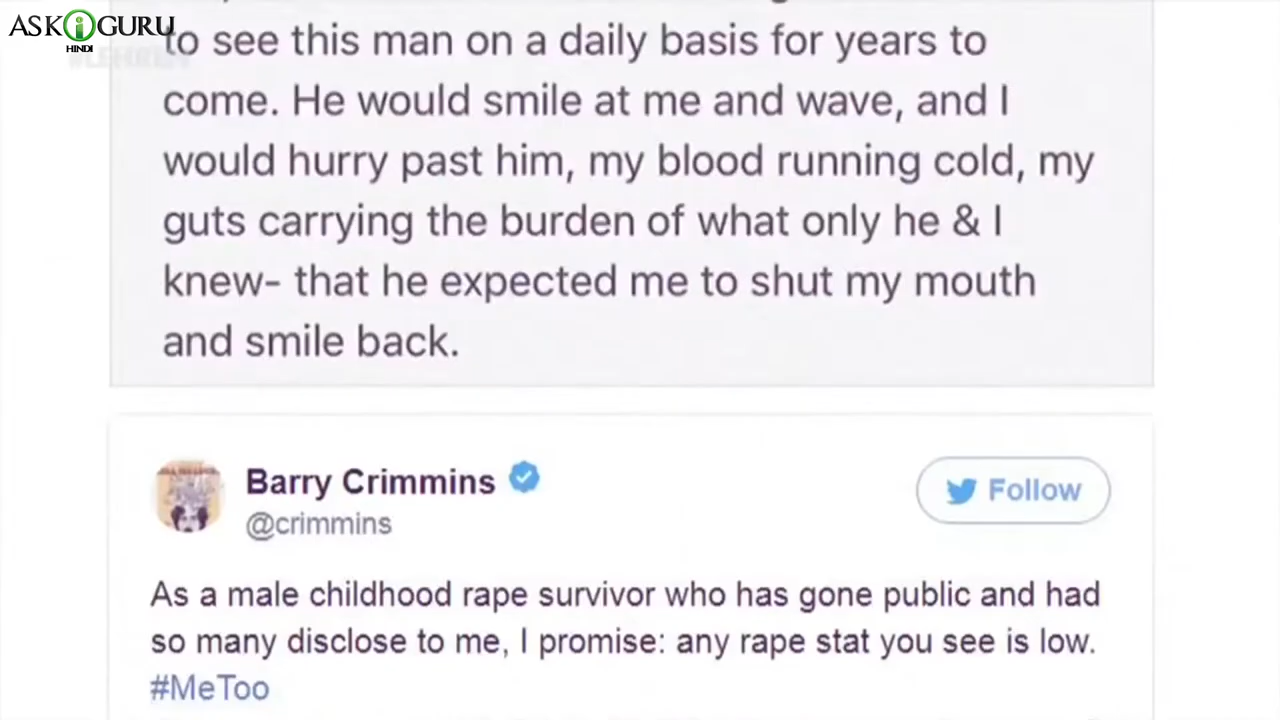 ASK i GURU
HINDI
to see this man on a daily basis for years to
come. He would smile at me and wave, and I
would hurry past him, my blood running cold, my
guts carrying the burden of what only he & I
knew- that he expected me to shut my mouth
and smile back.
Barry Crimmins
Follow
@crimmins
As a male childhood rape survivor who has gone public and had
so many disclose to me, I promise: any rape stat you see is low.
#MeToo